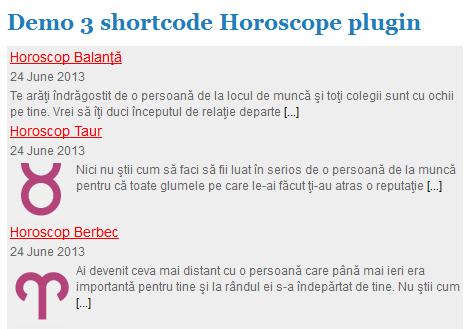 Demo 3 shortcode Horoscope plugin
Horoscop Balanţă
24 June 2013
Te arăţi îndrăgostit de o persoană de la locul de muncă şi toţi colegii sunt cu ochii
pe tine. Vrei să îţi duci începutul de relaţie departe [...]
Horoscop Taur
24 June 2013
Nici nu ştii cum să faci să fii luat în serios de o persoană de la muncă
pentru că toate glumele pe care le-ai făcut ţi-au atras o reputaţie [...]
Horoscop Berbec
24 June 2013
Ai devenit ceva mai distant cu o persoană care până mai ieri era
importantă pentru tine şi la rândul ei s-a îndepărtat de tine. Nu ştii cum
[...]